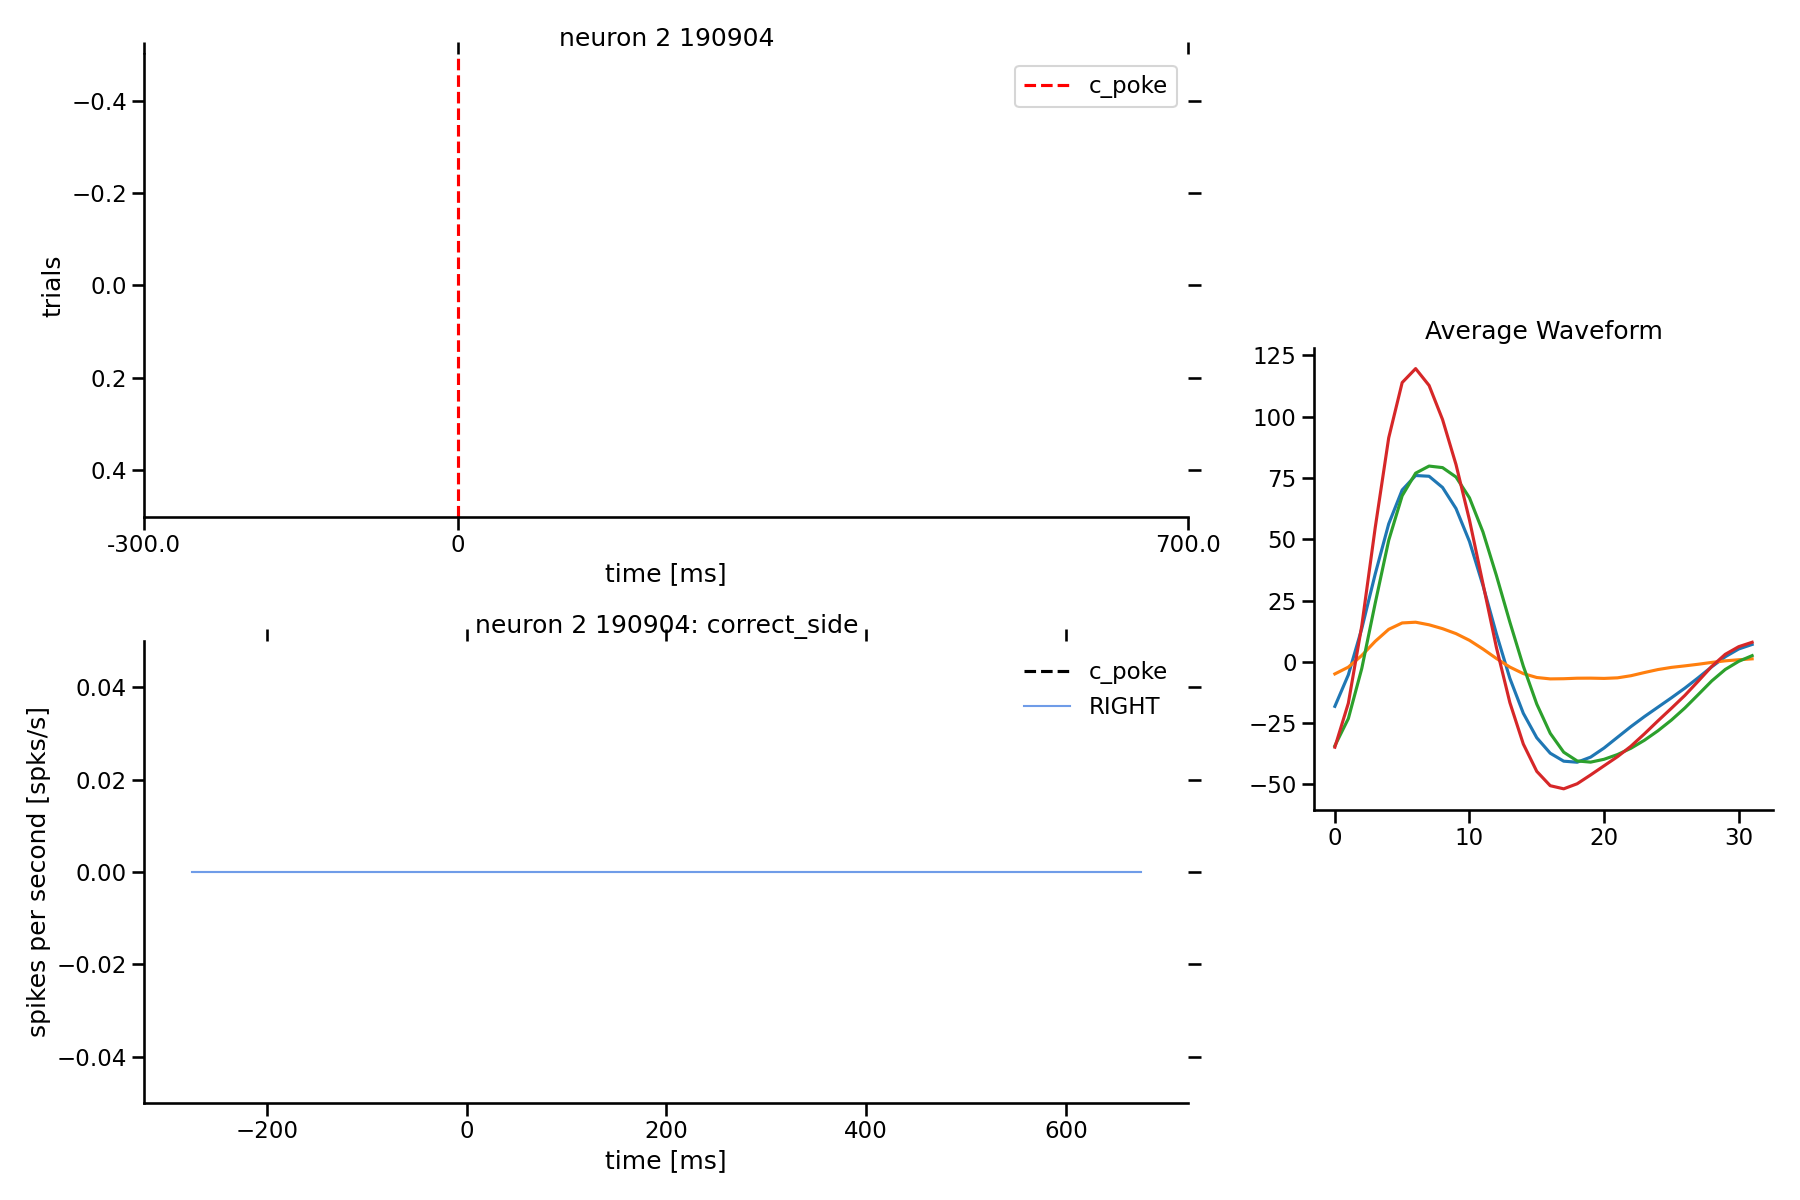 neuron 2 190904
c_poke
−0.4
−0.2
0.0
0.2
0.4
trials
-300.0 0 700.0
time [ms]
neuron 2 190904: correct_side
c_poke
RIGHT
0.04
0.02
0.00
−0.02
−0.04
spikes per second [spks/s]
−200 0 200 400 600
time [ms]
Average Waveform
125
100
75
50
25
0
−25
−50
0 10 20 30